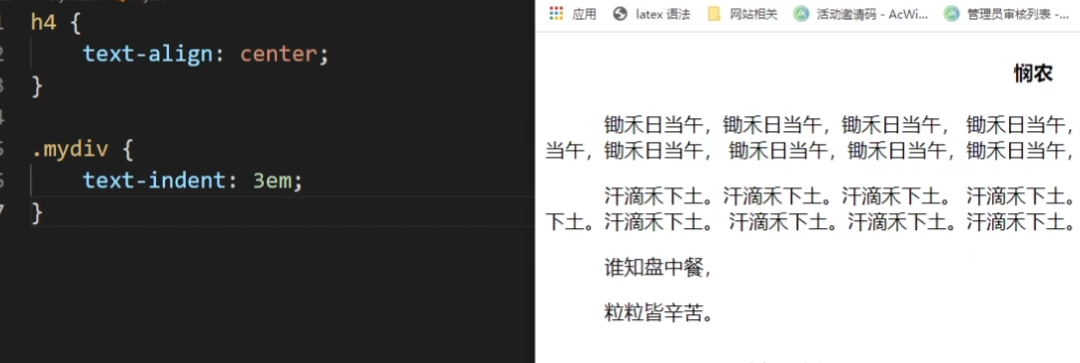 h4 {
text-align: center;
}
.mydiv {
text-indent: 3em;
}
应用 latex 语法 网站相关 活动邀请码 - AcWi... 管理员审核列表 -...
悯农
锄禾日当午，锄禾日当午，锄禾日当午， 锄禾日当午，
当午，锄禾日当午， 锄禾日当午，锄禾日当午，锄禾日当午，
汗滴禾下土。汗滴禾下土。汗滴禾下土。 汗滴禾下土。
下土。汗滴禾下土。 汗滴禾下土。汗滴禾下土。汗滴禾下土。
谁知盘中餐，
粒粒皆辛苦。